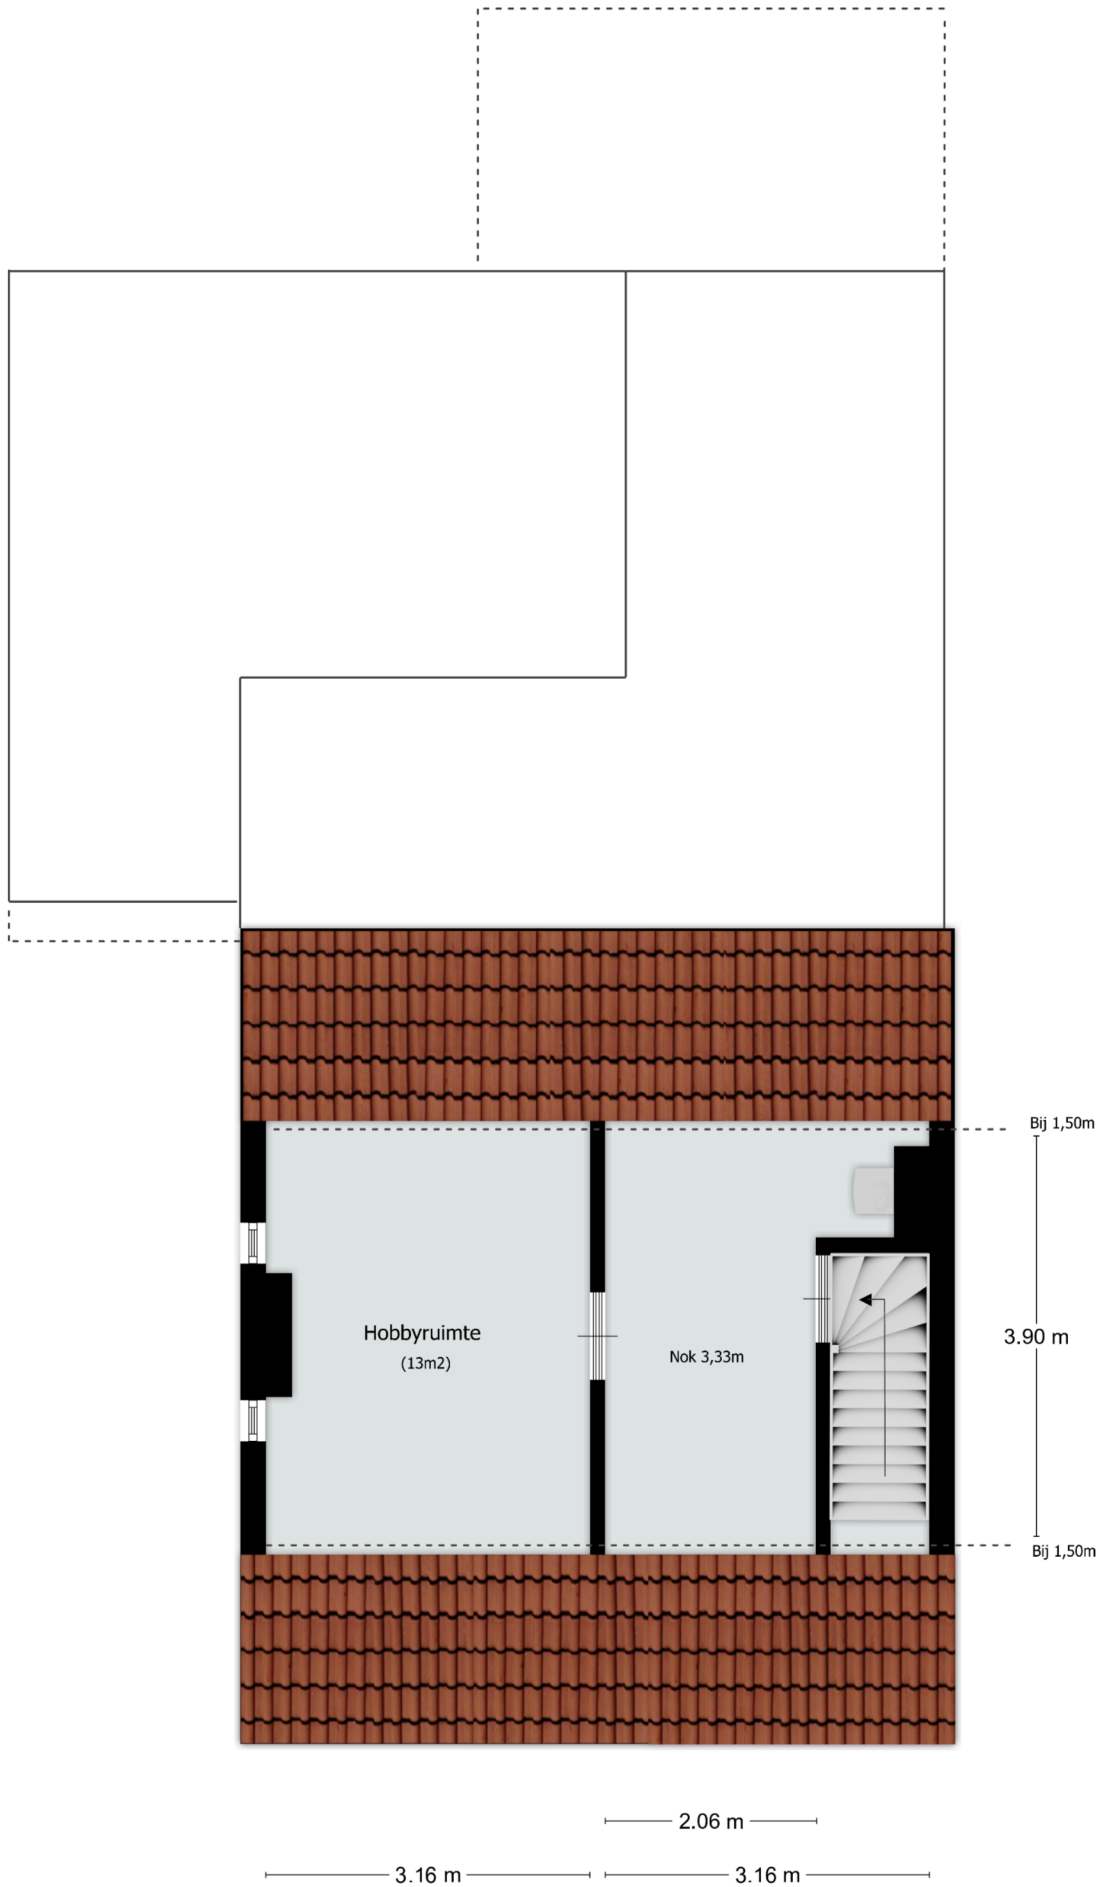 Bij 1,50m
Hobbyruimte
(13m2)
Nok 3,33m
3.90 m
Bij 1,50m
2.06 m
3.16 m
3.16 m